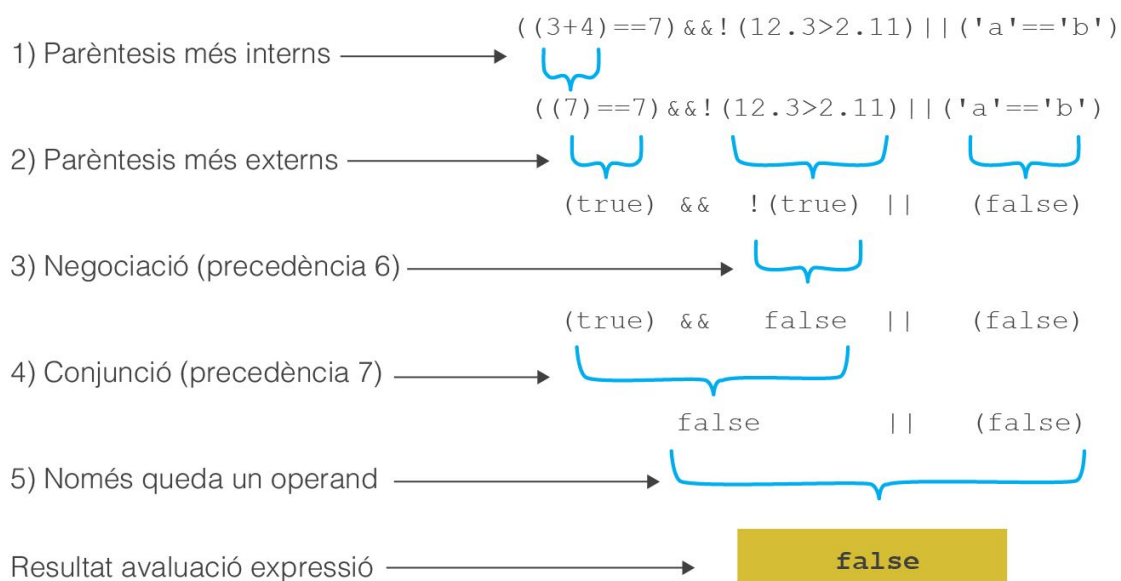 ((3+4)==7)&&!(12.3>2.11)||('a'=='b')
1) Parèntesis més interns
((7)==7)&&!(12.3>2.11)||('a'=='b')
2) Parèntesis més externs
(true) && !(true) || (false)
3) Negociació (precedència 6)
(true) && false || (false)
4) Conjunció (precedència 7)
false || (false)
5) Només queda un operand
Resultat avaluació expressió
false